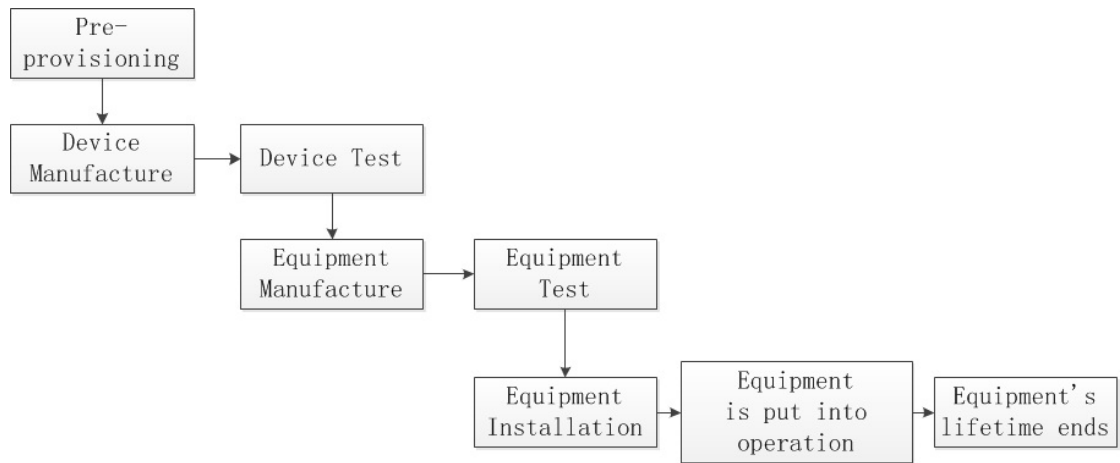 Pre-
provisioning
Device
Manufacture
Device Test
Equipment
Manufacture
Equipment
Test
Equipment
Installation
Equipment
is put into
operation
Equipment's
lifetime ends